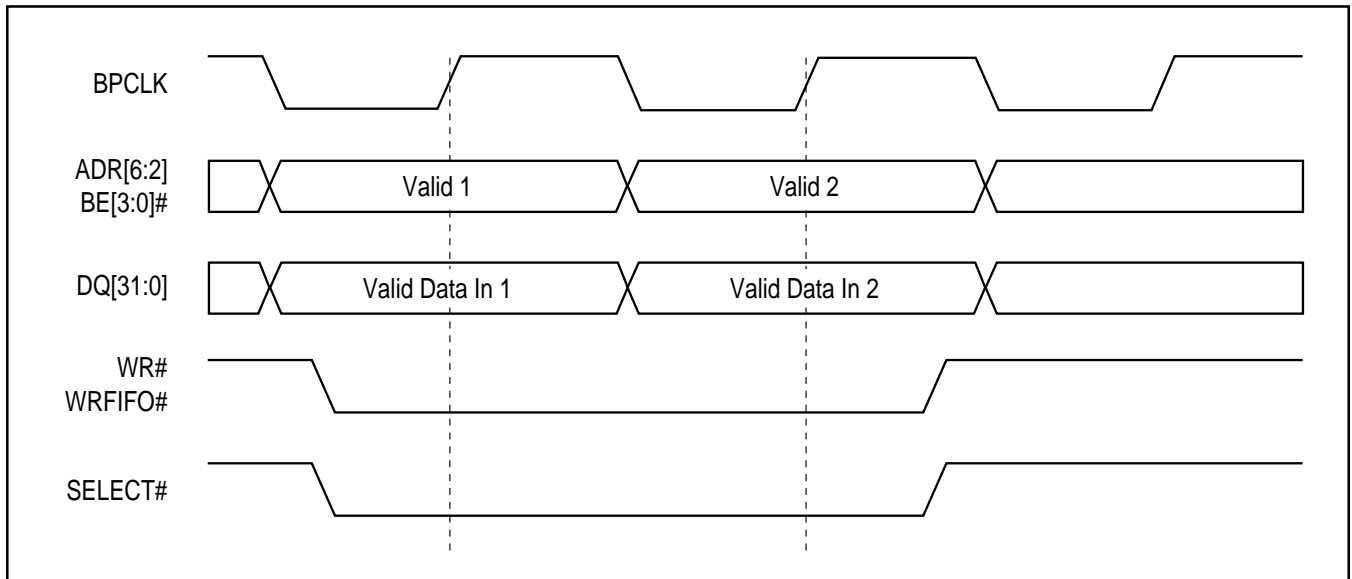 BPCLK
ADR[6:2]
BE[3:0]#
Valid 1
Valid 2
DQ[31:0]
Valid Data In 1
Valid Data In 2
WR#
WRFIFO#
SELECT#